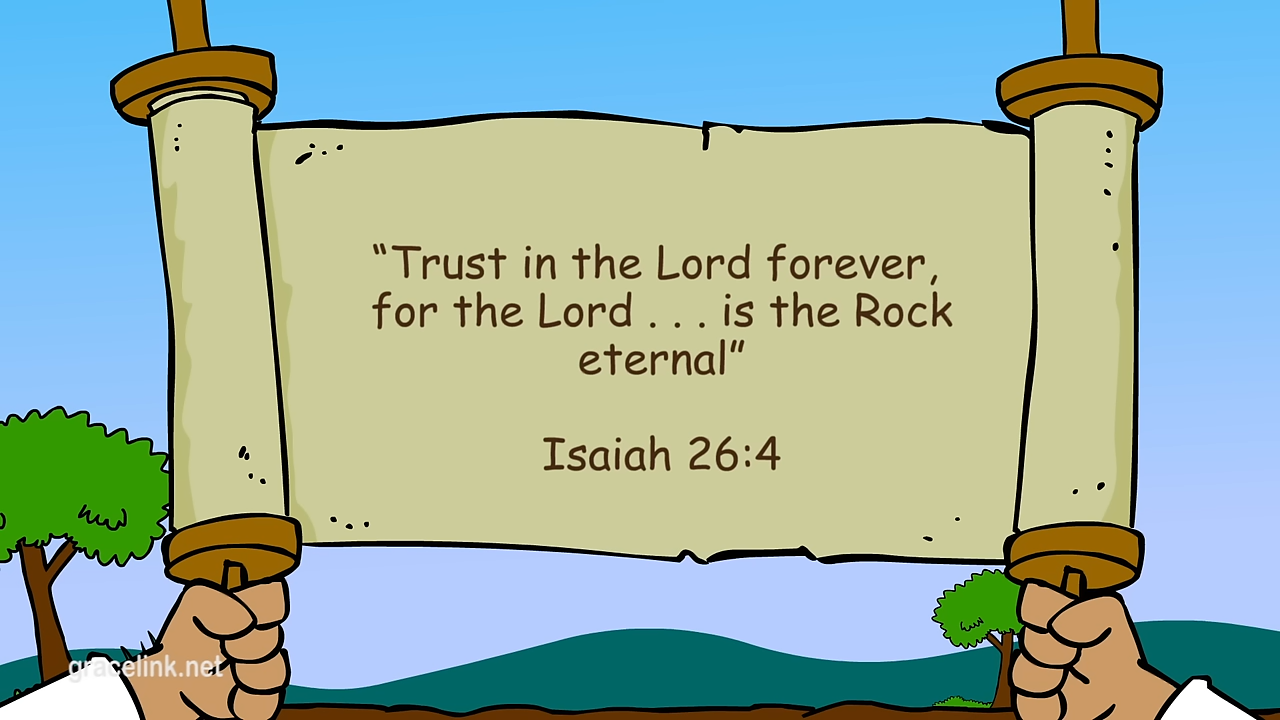 “Trust in the Lord forever,
for the Lord . . . is the Rock
eternal”
Isaiah 26:4
gracelink.net